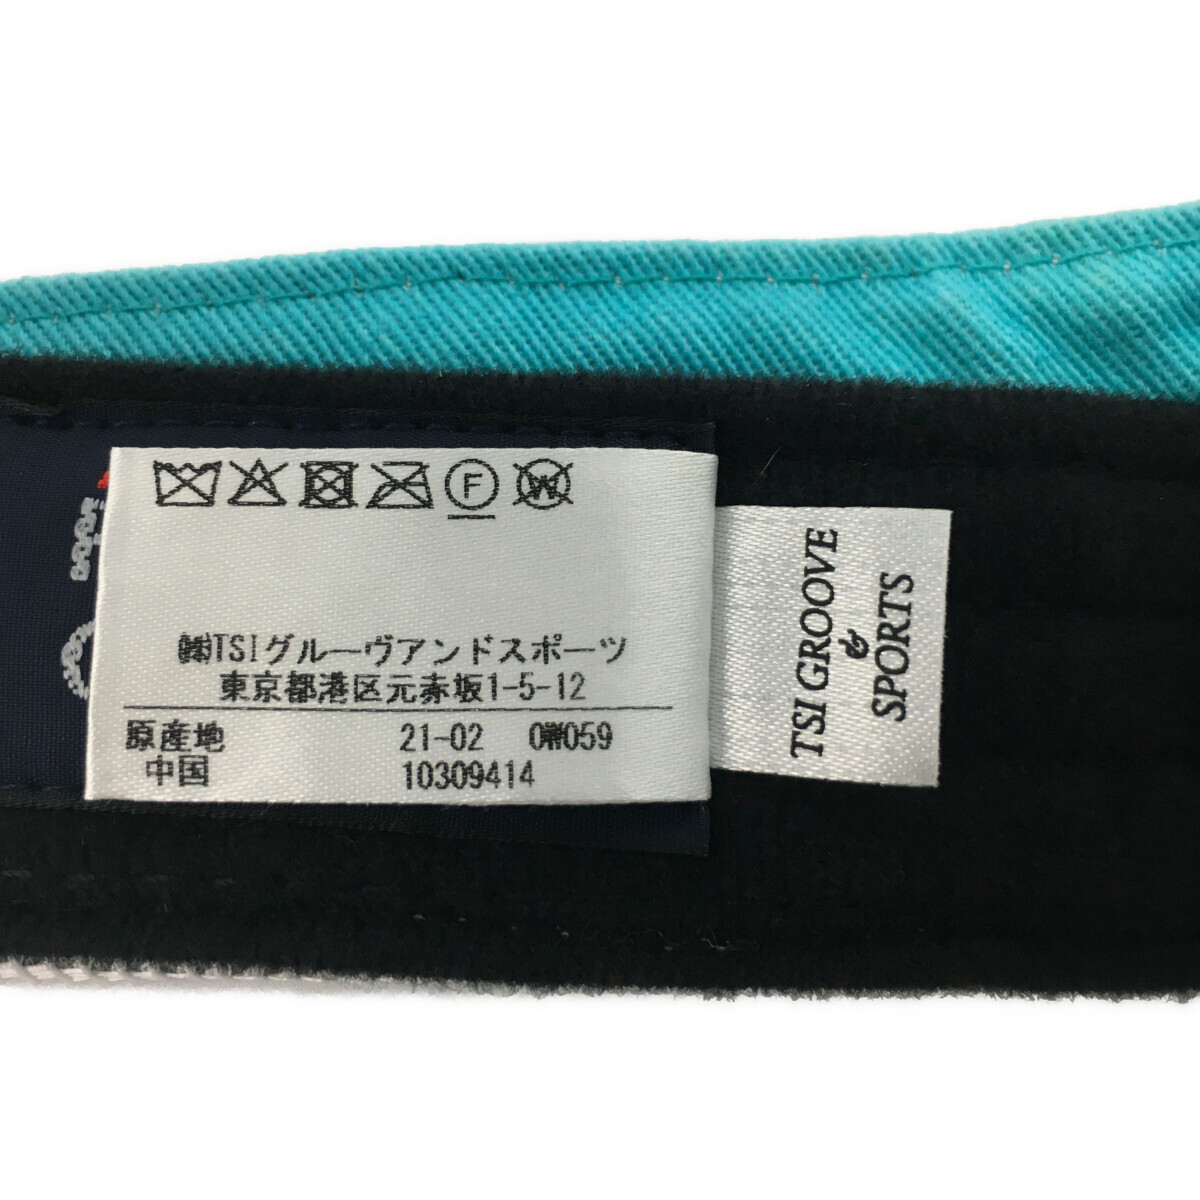 F W
㈱TSIグルーヴアンドスポーツ
東京都港区元赤坂1-5-12
原産地 21-02 0W059
中国 10309414
TSI GROOVE
&
SPORTS